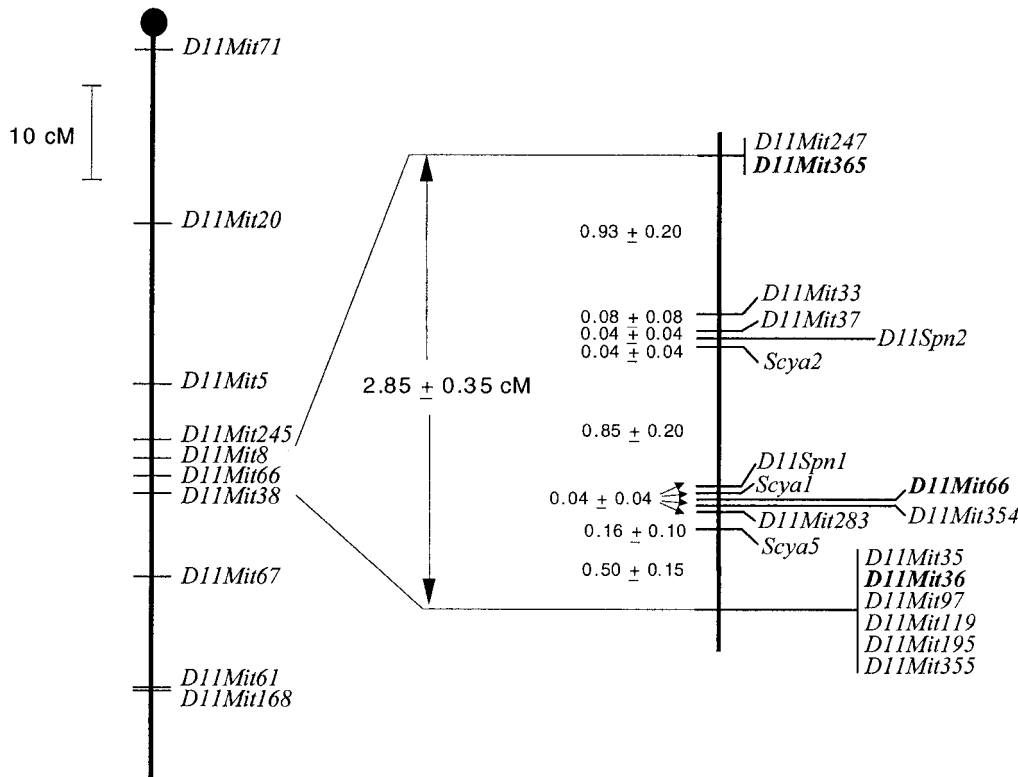 D11Mit71
10 cM
D11Mit20
D11Mit5
D11Mit245
D11Mit8
D11Mit66
D11Mit38
D11Mit67
D11Mit61
D11Mit168
2.85 ± 0.35 cM
0.93 ± 0.20
0.08 ± 0.08
0.04 ± 0.04
0.04 ± 0.04
0.85 ± 0.20
0.04 ± 0.04
0.16 ± 0.10
0.50 ± 0.15
D11Mit247
D11Mit365
D11Mit33
D11Mit37
D11Spn2
Scya2
D11Spn1
Scya1
D11Mit66
D11Mit354
D11Mit283
Scya5
D11Mit35
D11Mit36
D11Mit97
D11Mit119
D11Mit195
D11Mit355